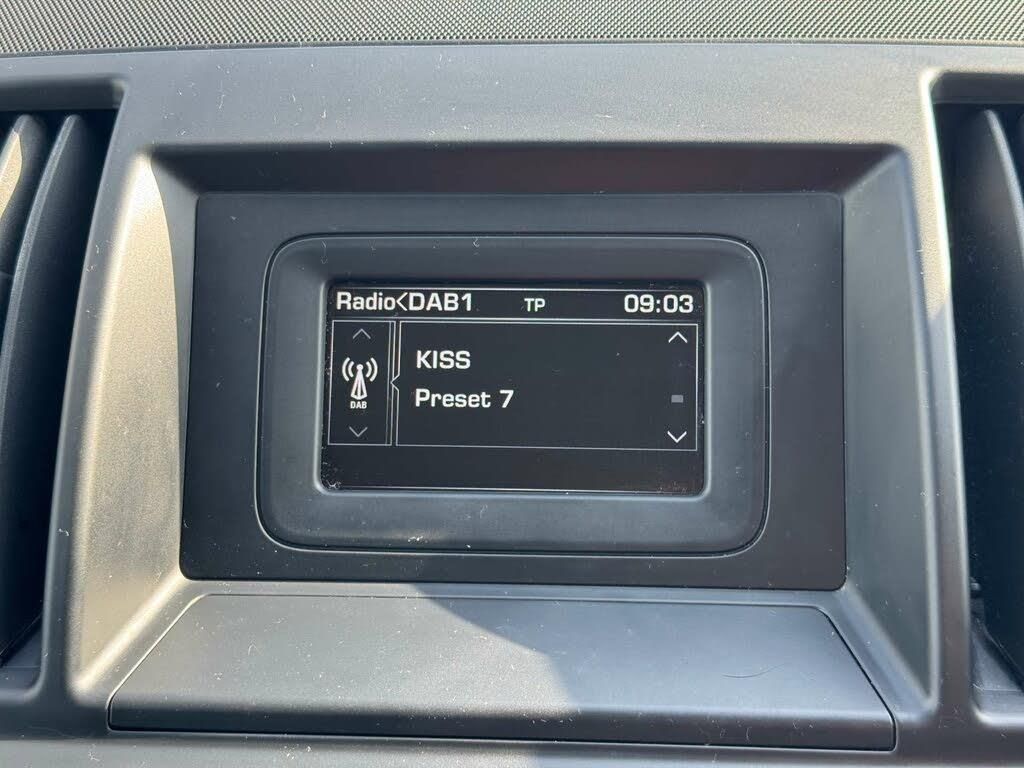 Radio<DAB1 TP 09:03
KISS
DAB
Preset 7